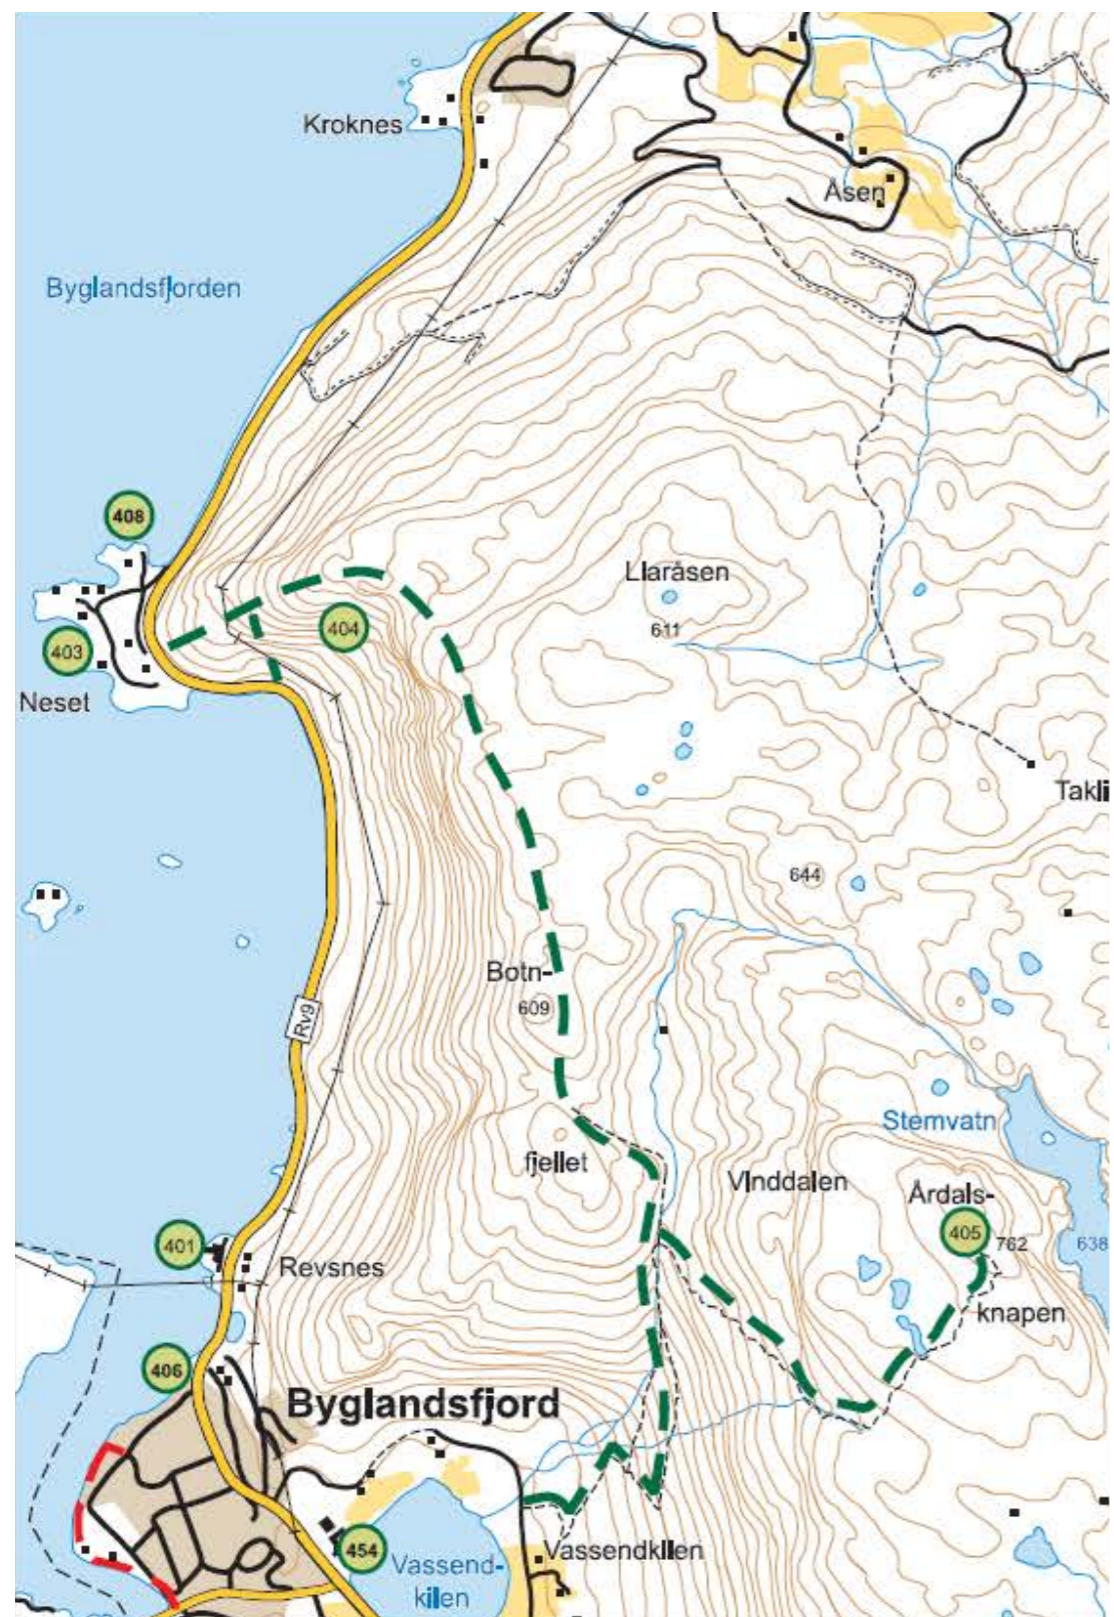 Kroknes
Åsen
Byglandsfjorden
408
Llaråsen
404
611
403
Neset
Takli
644
Botn-
609
Rv9
Stemvatn
fjellet
VInddalen
Årdals-
405
762
638
401
Revsnes
knapen
406
Byglandsfjord
454
Vassendkilen
Vassend-
kilen